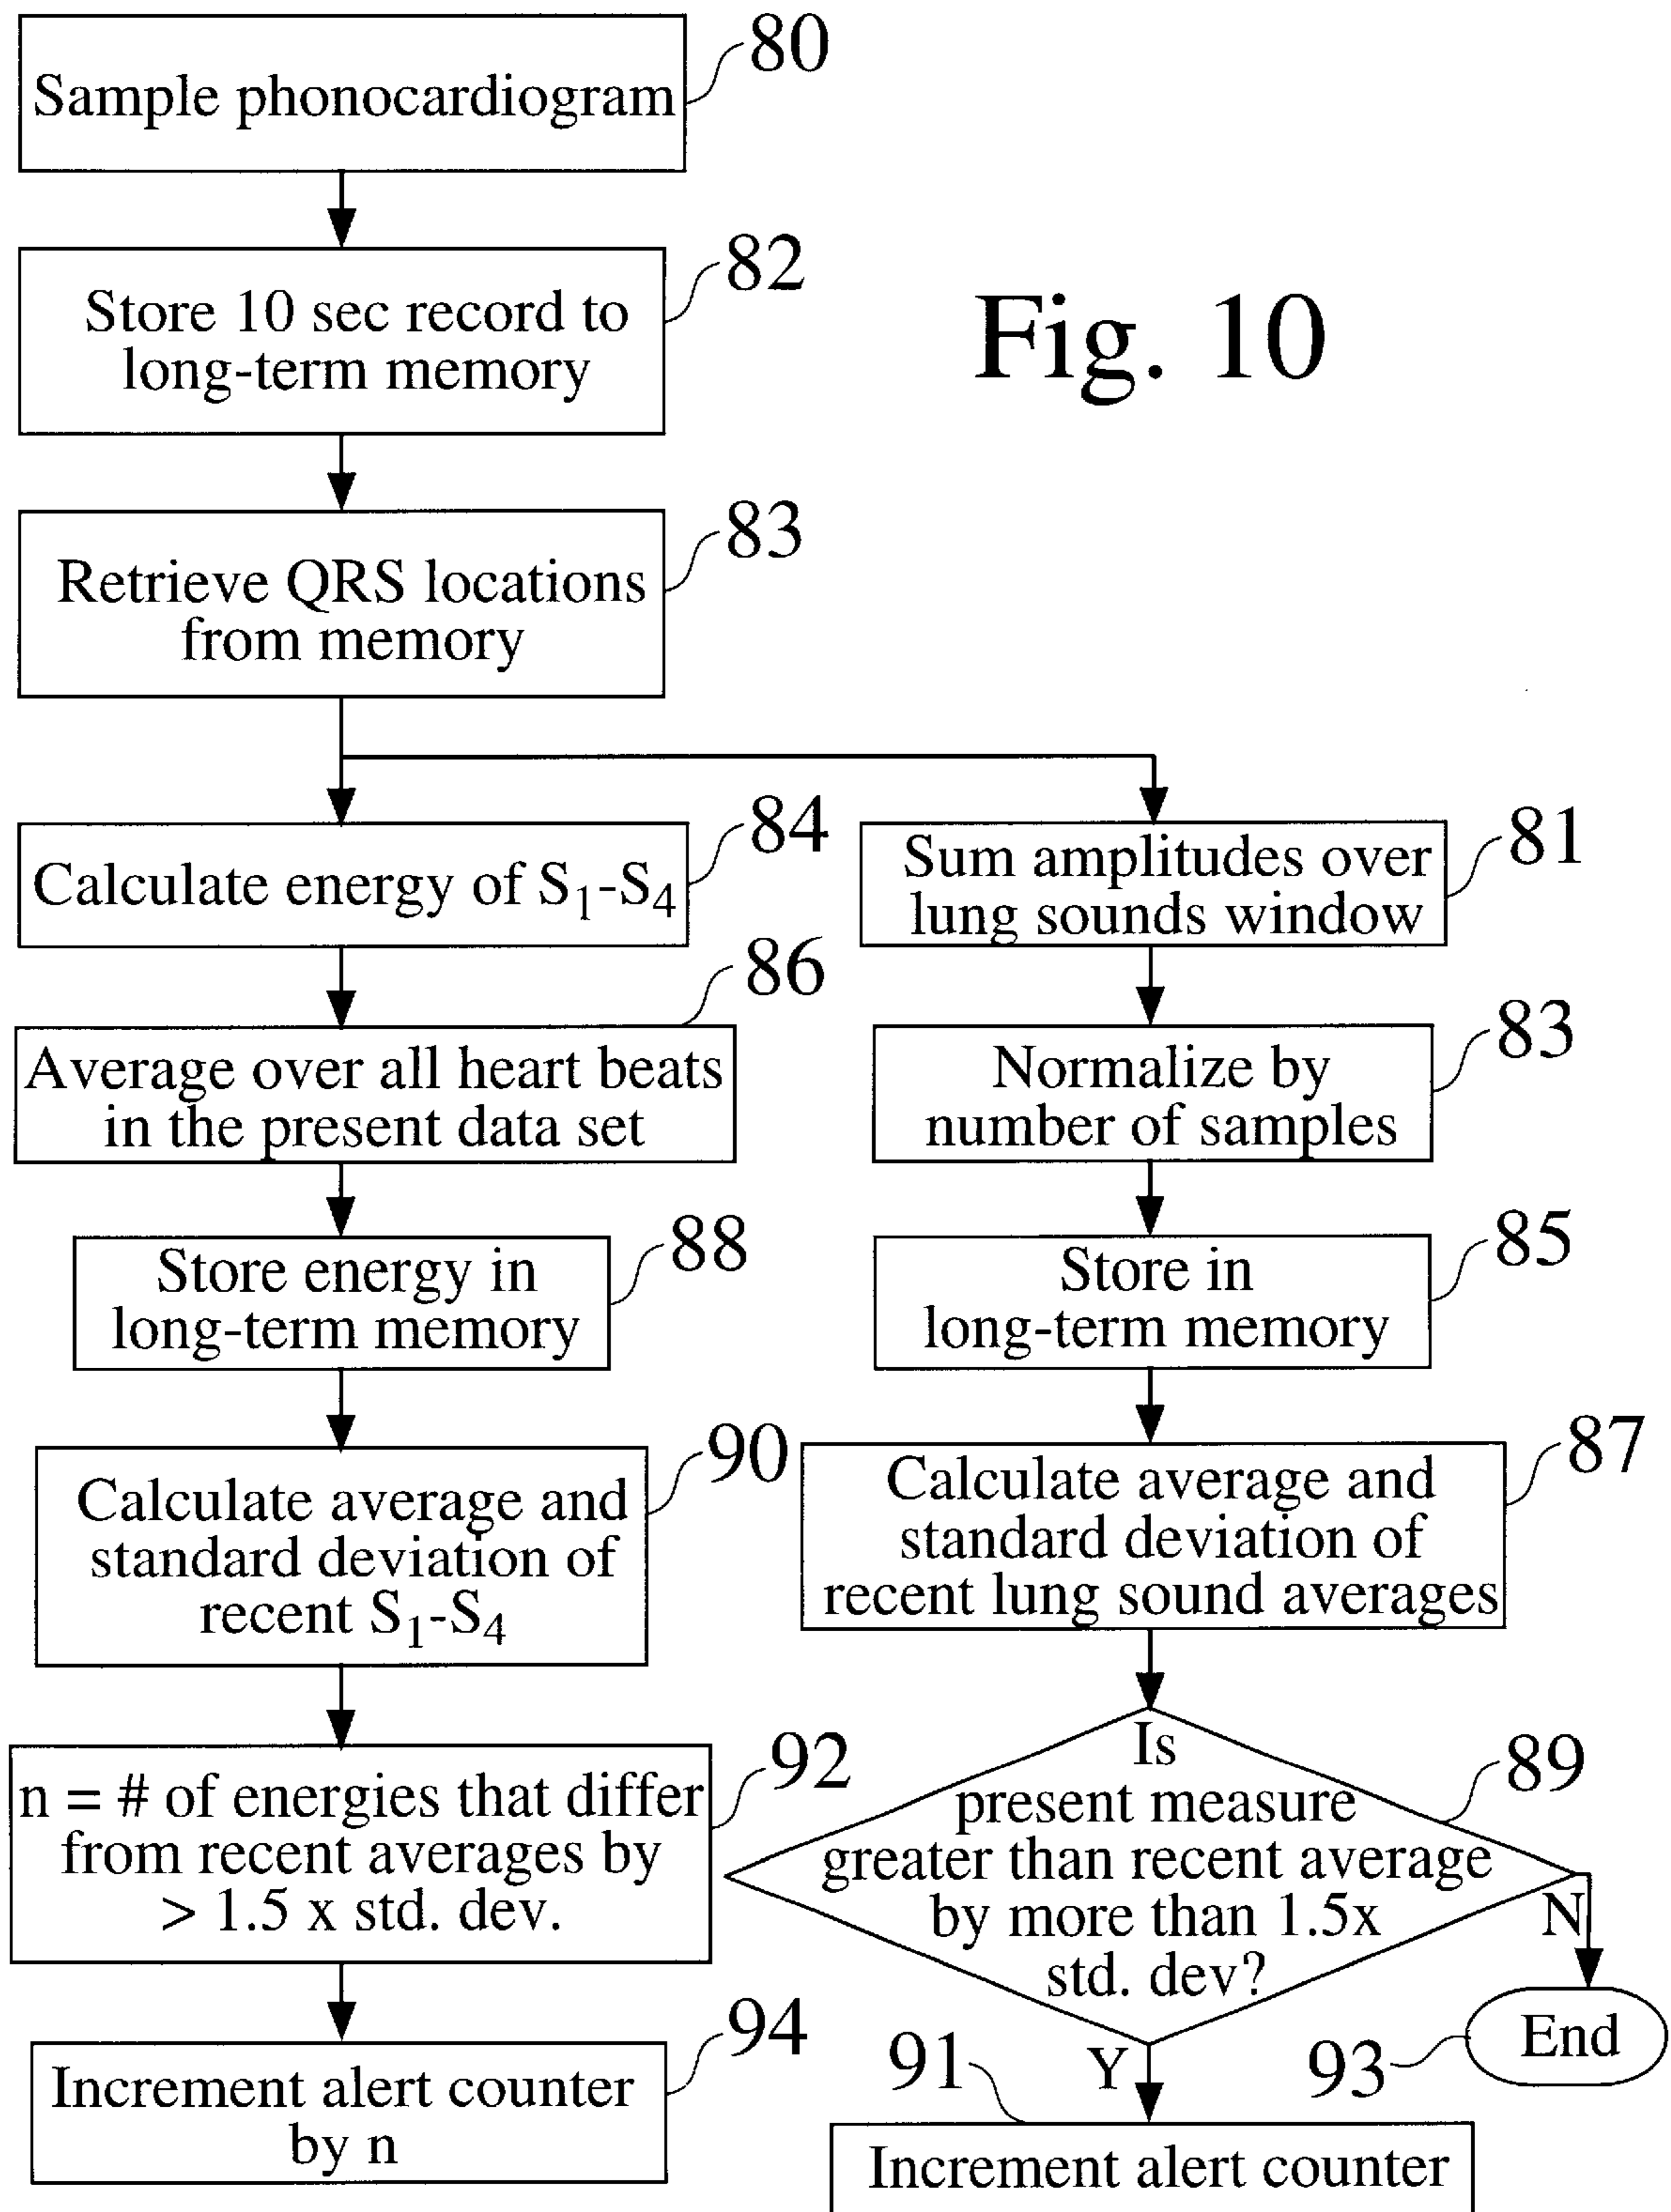 80
Sample phonocardiogram
82
Store 10 sec record to
long-term memory
Fig. 10
83
Retrieve QRS locations
from memory
84
Calculate energy of S1-S4
86
Average over all heart beats
in the present data set
88
Store energy in
long-term memory
90
Calculate average and
standard deviation of
recent S1-S4
92
n = # of energies that differ
from recent averages by
> 1.5 x std. dev.
94
Increment alert counter
by n
81
Sum amplitudes over
lung sounds window
83
Normalize by
number of samples
85
Store in
long-term memory
87
Calculate average and
standard deviation of
recent lung sound averages
89
Is
present measure
greater than recent average
by more than 1.5x
std. dev?
N
93
End
Y
91
Increment alert counter